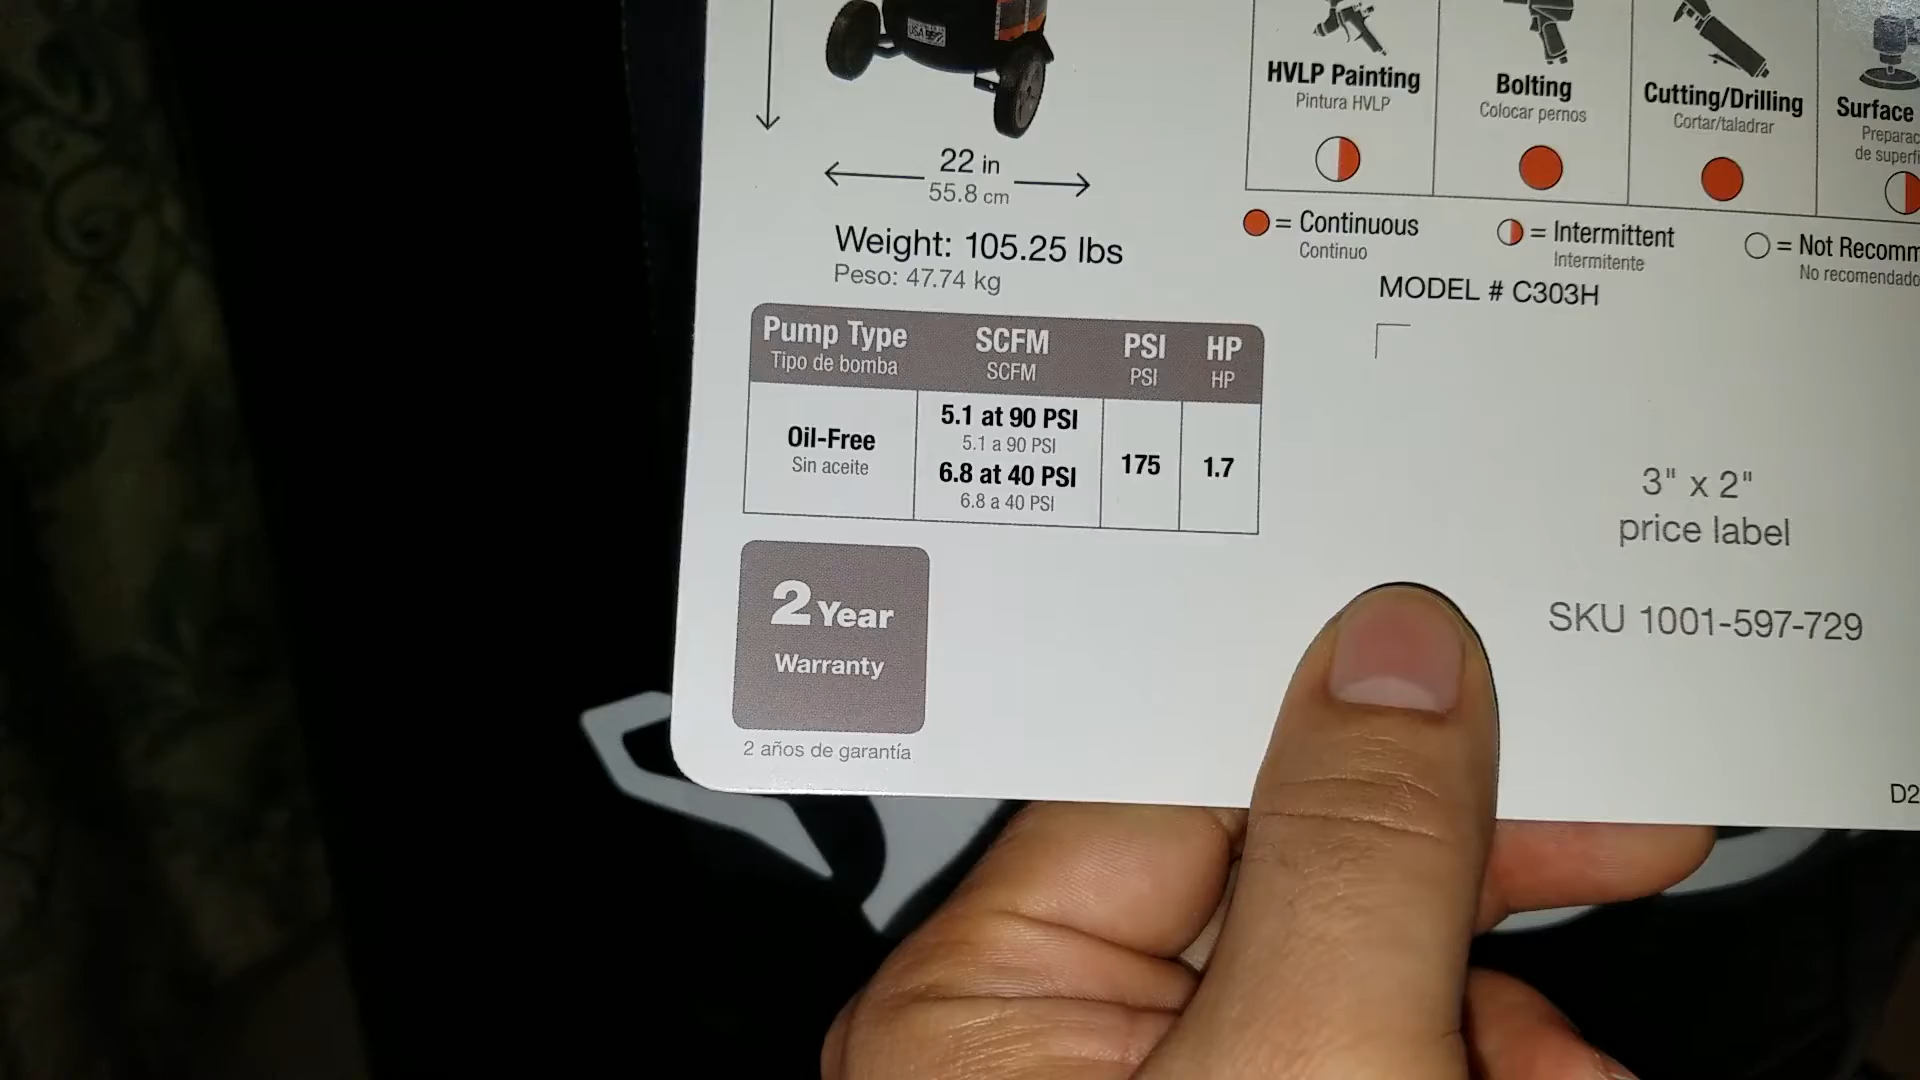 USA
HVLP Painting
Pintura HVLP
Bolting
Colocar pernos
Cutting/Drilling
Cortar/taladrar
Surface
de
22 in
55.8 cm
= Continuous
Continuo
= Intermittent
Intermitente
= Not
No recomendado
Weight: 105.25 lbs
Peso: 47.74 kg
MODEL # C303H
Pump Type SCFM PSI HP
Tipo de bomba SCFM PSI HP
Oil-Free
Sin aceite
5.1 at 90 PSI
5.1 a 90 PSI
6.8 at 40 PSI
6.8 a 40 PSI
175
1.7
3" x 2"
price label
SKU 1001-597-729
2 Year
Warranty
2 años de garantía
D2